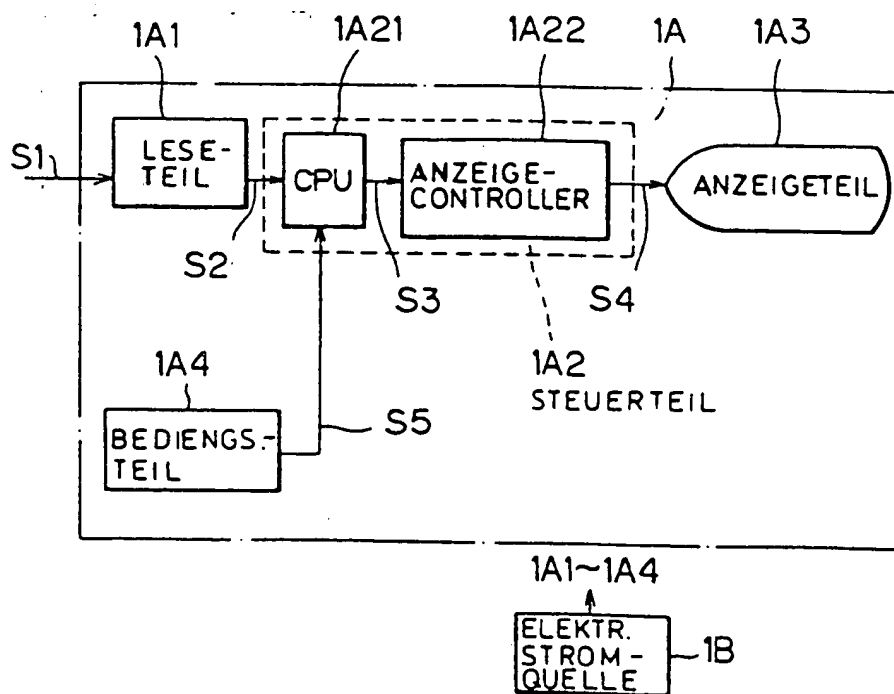 1A1
1A21
1A22
1A
1A3
S1
LESE-
TEIL
CPU
ANZEIGE-
CONTROLLER
ANZEIGETEIL
S2
S3
S4
1A4
1A2
STEUERTEIL
BEDIENGS.-
TEIL
S5
1A1~1A4
ELEKTR.
STROM-
QUELLE
1B